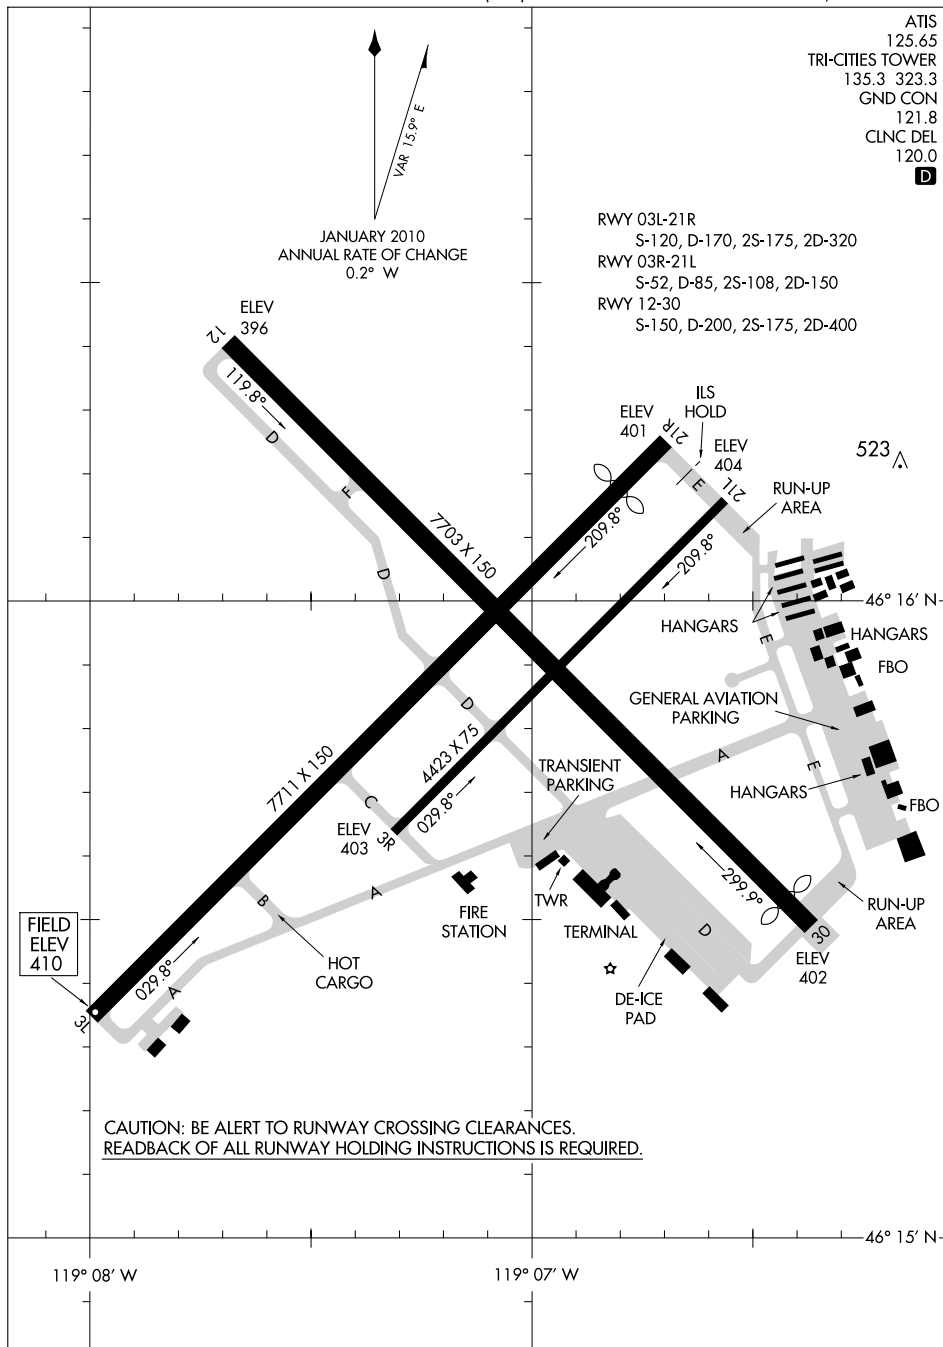 ATIS
125.65
TRI-CITIES TOWER
135.3 323.3
GND CON
121.8
CLNC DEL
120.0
D
VAR 15.9° E
JANUARY 2010
ANNUAL RATE OF CHANGE
0.2° W
RWY 03L-21R
S-120, D-170, 2S-175, 2D-320
RWY 03R-21L
S-52, D-85, 2S-108, 2D-150
RWY 12-30
S-150, D-200, 2S-175, 2D-400
ELEV
396
12
119.8°
D
F
7703 X 150
ELEV
401
21R
ILS
HOLD
ELEV
404
21L
E
523
RUN-UP
AREA
209.8°
209.8°
D
46° 16' N
HANGARS
E
HANGARS
FBO
GENERAL AVIATION
PARKING
D
A
E
7711 X 150
4423 X 75
TRANSIENT
PARKING
HANGARS
FBO
C
029.8°
ELEV
403
3R
299.9°
TWR
TERMINAL
A
B
FIRE
STATION
D
30
RUN-UP
AREA
FIELD
ELEV
410
029.8°
A
HOT
CARGO
ELEV
402
DE-ICE
PAD
3L
CAUTION: BE ALERT TO RUNWAY CROSSING CLEARANCES.
READBACK OF ALL RUNWAY HOLDING INSTRUCTIONS IS REQUIRED.
46° 15' N
119° 08' W
119° 07' W